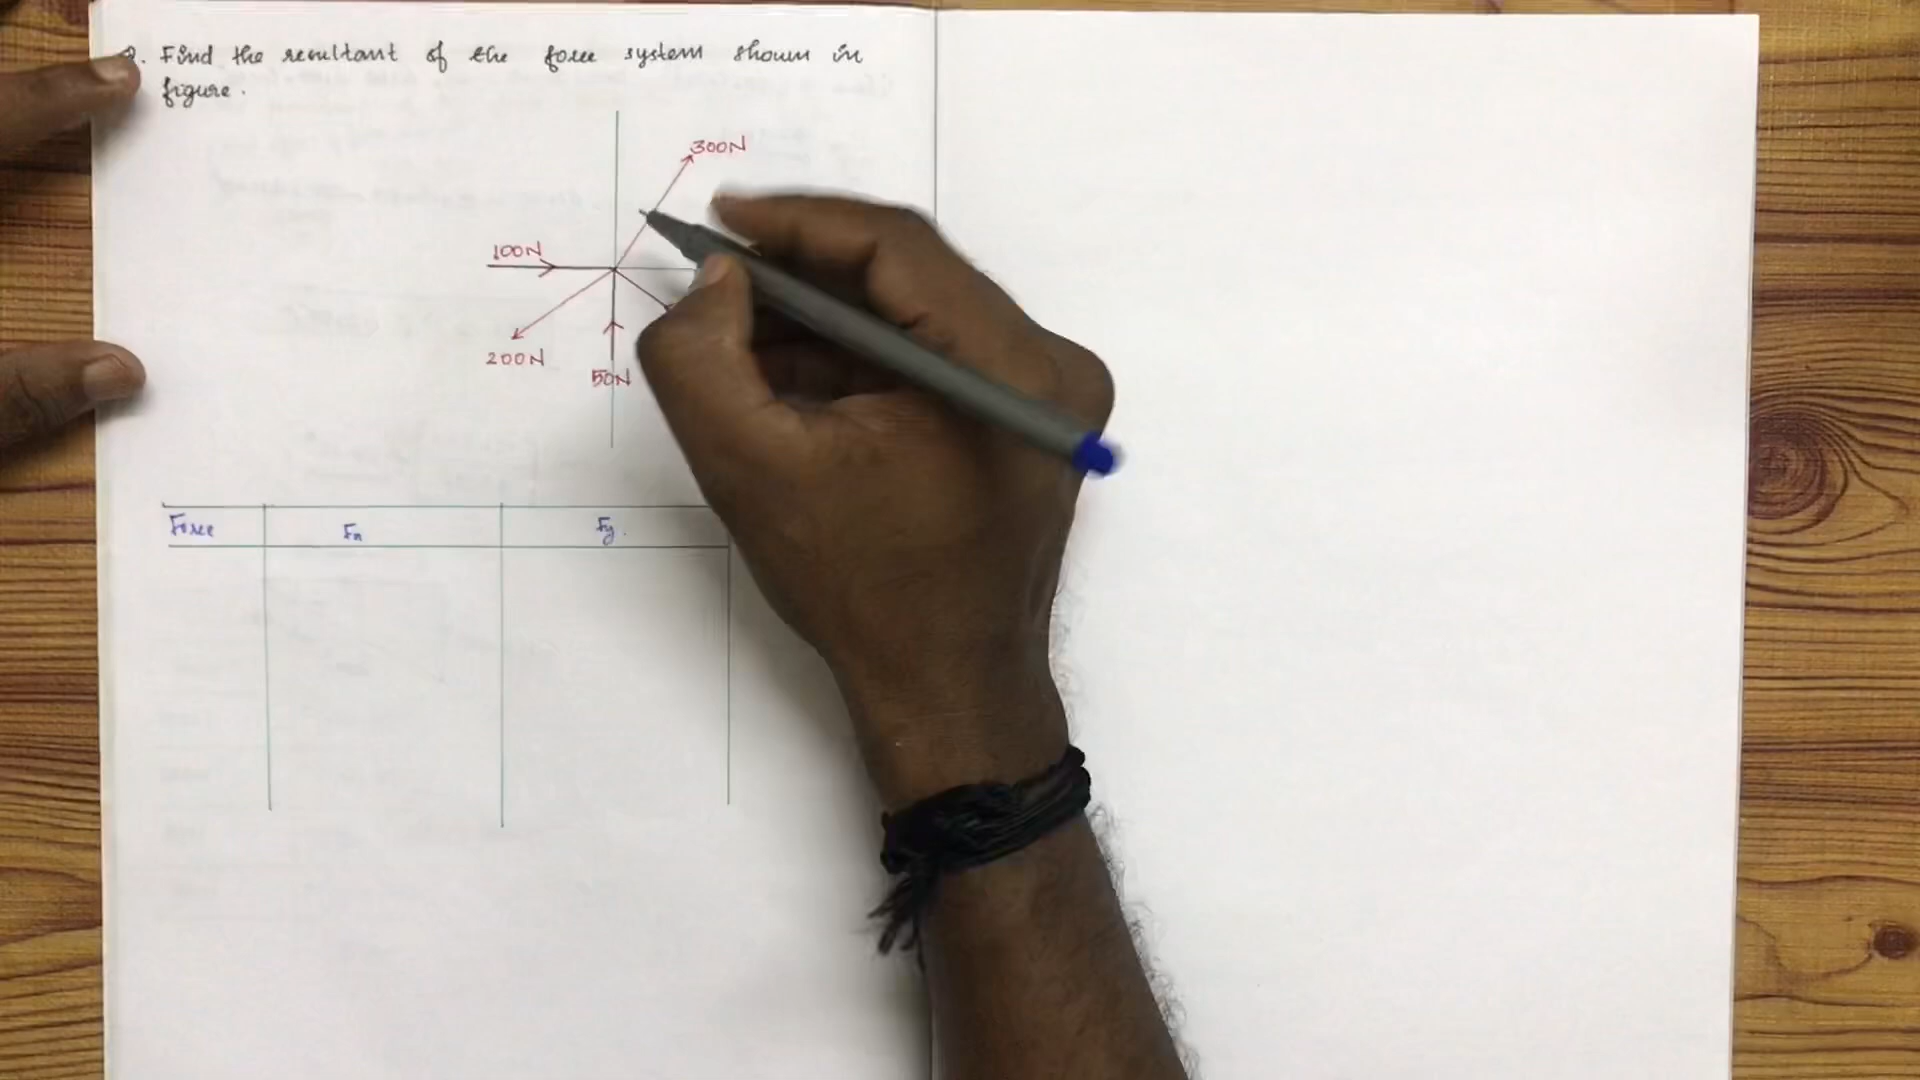 Q. Find the resultant of the force system shown in
figure.
300N
100N
200N
50N
Force Fx Fy.